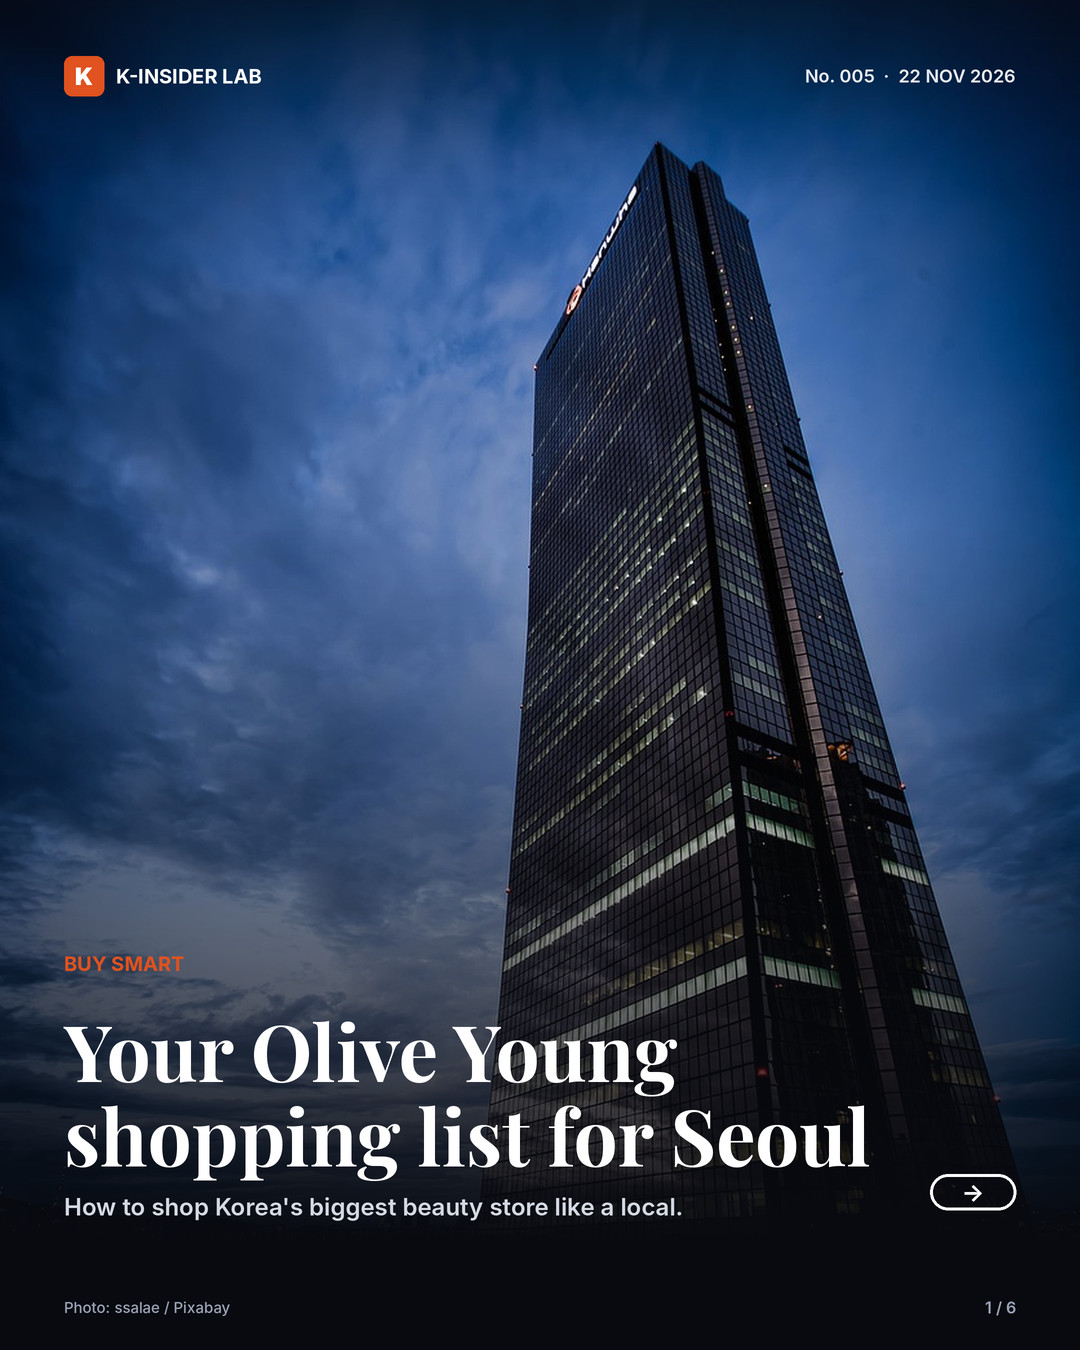 K K-INSIDER LAB
No. 005 · 22 NOV 2026
Hanwha
BUY SMART
Your Olive Young
shopping list for Seoul
How to shop Korea's biggest beauty store like a local.
→
Photo: ssalae / Pixabay
1 / 6